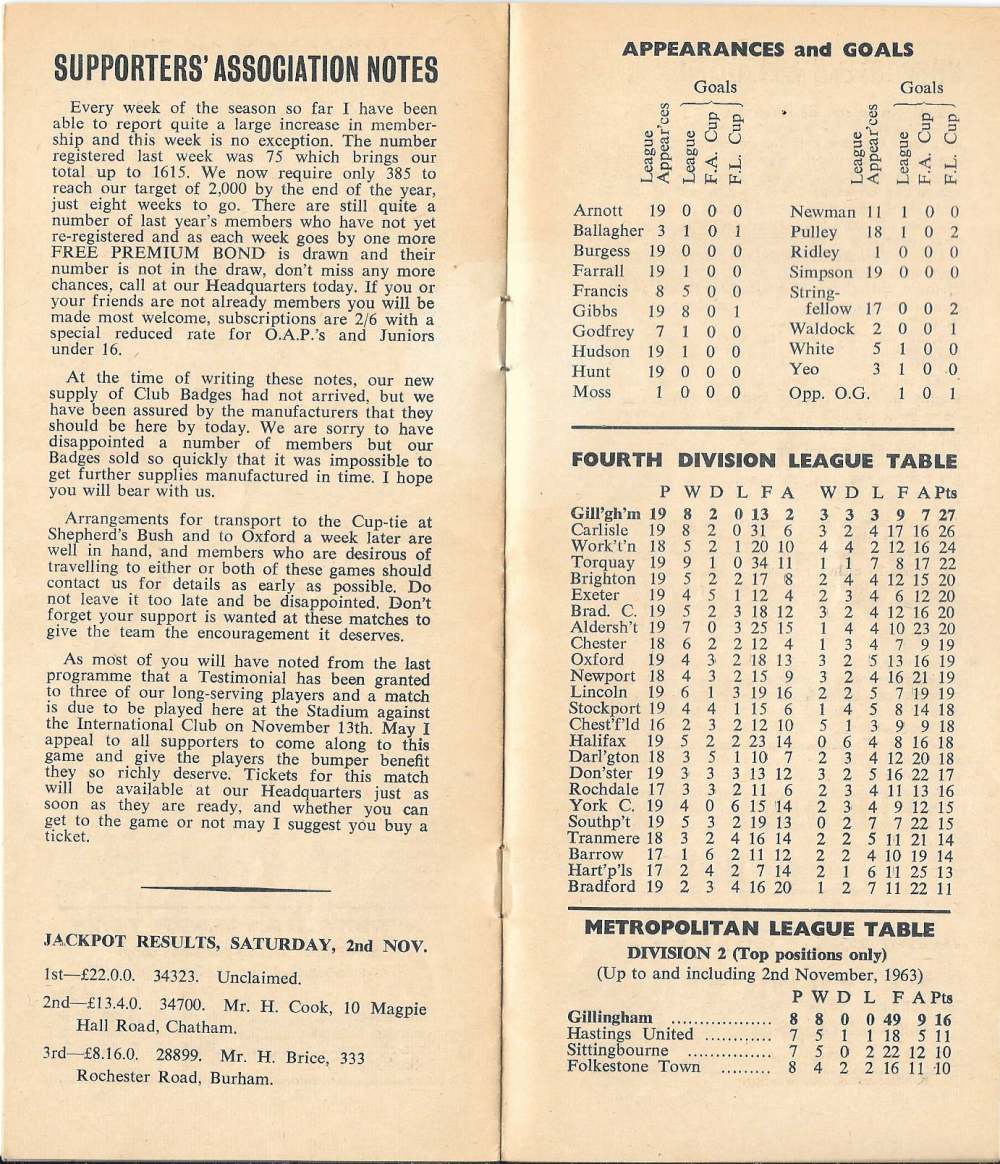 SUPPORTERS' ASSOCIATION NOTES
Every week of the season so far I have been
able to report quite a large increase in member-
ship and this week is no exception. The number
registered last week was 75 which brings our
total up to 1615. We now require only 385 to
reach our target of 2,000 by the end of the year,
just eight weeks to go. There are still quite a
number of last year's members who have not yet
re-registered and as each week goes by one more
FREE PREMIUM BOND is drawn and their
number is not in the draw, don't miss any more
chances, call at our Headquarters today. If you or
your friends are not already members you will be
made most welcome, subscriptions are 2/6 with a
special reduced rate for O.A.P.'s and Juniors
under 16.
At the time of writing these notes, our new
supply of Club Badges had not arrived, but we
have been assured by the manufacturers that they
should be here by today. We are sorry to have
disappointed a number of members but our
Badges sold so quickly that it was impossible to
get further supplies manufactured in time. I hope
you will bear with us.
Arrangements for transport to the Cup-tie at
Shepherd's Bush and to Oxford a week later are
well in hand, and members who are desirous of
travelling to either or both of these games should
contact us for details as early as possible. Do
not leave it too late and be disappointed. Don't
forget your support is wanted at these matches to
give the team the encouragement it deserves.
As most of you will have noted from the last
programme that a Testimonial has been granted
to three of our long-serving players and a match
is due to be played here at the Stadium against
the International Club on November 13th. May I
appeal to all supporters to come along to this
game and give the players the bumper benefit
they so richly deserve. Tickets for this match
will be available at our Headquarters just as
soon as they are ready, and whether you can
get to the game or not may I suggest you buy a
ticket.
JACKPOT RESULTS, SATURDAY, 2nd NOV.
1st—£22.0.0. 34323. Unclaimed.
2nd—£13.4.0. 34700. Mr. H. Cook, 10 Magpie
Hall Road, Chatham.
3rd—£8.16.0. 28899. Mr. H. Brice, 333
Rochester Road, Burham.
APPEARANCES and GOALS
Goals Goals
League Appear'ces League F.A. Cup F.L. Cup League Appear'ces League F.A. Cup F.L. Cup
Arnott 19 0 0 0 Newman 11 1 0 0
Ballagher 3 1 0 1 Pulley 18 1 0 2
Burgess 19 0 0 0 Ridley 1 0 0 0
Farrall 19 1 0 0 Simpson 19 0 0 0
Francis 8 5 0 0 String-
Gibbs 19 8 0 1 fellow 17 0 0 2
Godfrey 7 1 0 0 Waldock 2 0 0 1
Hudson 19 1 0 0 White 5 1 0 0
Hunt 19 0 0 0 Yeo 3 1 0 0
Moss 1 0 0 0 Opp. O.G. 1 0 1
FOURTH DIVISION LEAGUE TABLE
P W D L F A W D L F A Pts
Gill'gh'm 19 8 2 0 13 2 3 3 3 9 7 27
Carlisle 19 8 2 0 31 6 3 2 4 17 16 26
Work't'n 18 5 2 1 20 10 4 4 2 12 16 24
Torquay 19 9 1 0 34 11 1 1 7 8 17 22
Brighton 19 5 2 2 17 8 2 4 4 12 15 20
Exeter 19 4 5 1 12 4 2 3 4 6 12 20
Brad. C. 19 5 2 3 18 12 3 2 4 12 16 20
Aldersh't 19 7 0 3 25 15 1 4 4 10 23 20
Chester 18 6 2 2 12 4 1 3 4 7 9 19
Oxford 19 4 3 2 18 13 3 2 5 13 16 19
Newport 18 4 3 2 15 9 3 2 4 16 21 19
Lincoln 19 6 1 3 19 16 2 2 5 7 19 19
Stockport 19 4 4 1 15 6 1 4 5 8 14 18
Chest'f'ld 16 2 3 2 12 10 5 1 3 9 9 18
Halifax 19 5 2 2 23 14 0 6 4 8 16 18
Darl'gton 18 3 5 1 10 7 2 3 4 12 20 18
Don'ster 19 3 3 3 13 12 3 2 5 16 22 17
Rochdale 17 3 3 2 11 6 2 3 4 11 13 16
York C. 19 4 0 6 15 14 2 3 4 9 12 15
Southp't 19 5 3 2 19 13 0 2 7 7 22 15
Tranmere 18 3 2 4 16 14 2 2 5 11 21 14
Barrow 17 1 6 2 11 12 2 2 4 10 19 14
Hart'p'ls 17 2 4 2 7 14 2 1 6 11 25 13
Bradford 19 2 3 4 16 20 1 2 7 11 22 11
METROPOLITAN LEAGUE TABLE
DIVISION 2 (Top positions only)
(Up to and including 2nd November, 1963)
P W D L F A Pts
Gillingham .................. 8 8 0 0 49 9 16
Hastings United ............ 7 5 1 1 18 5 11
Sittingbourne ............... 7 5 0 2 22 12 10
Folkestone Town ......... 8 4 2 2 16 11 10